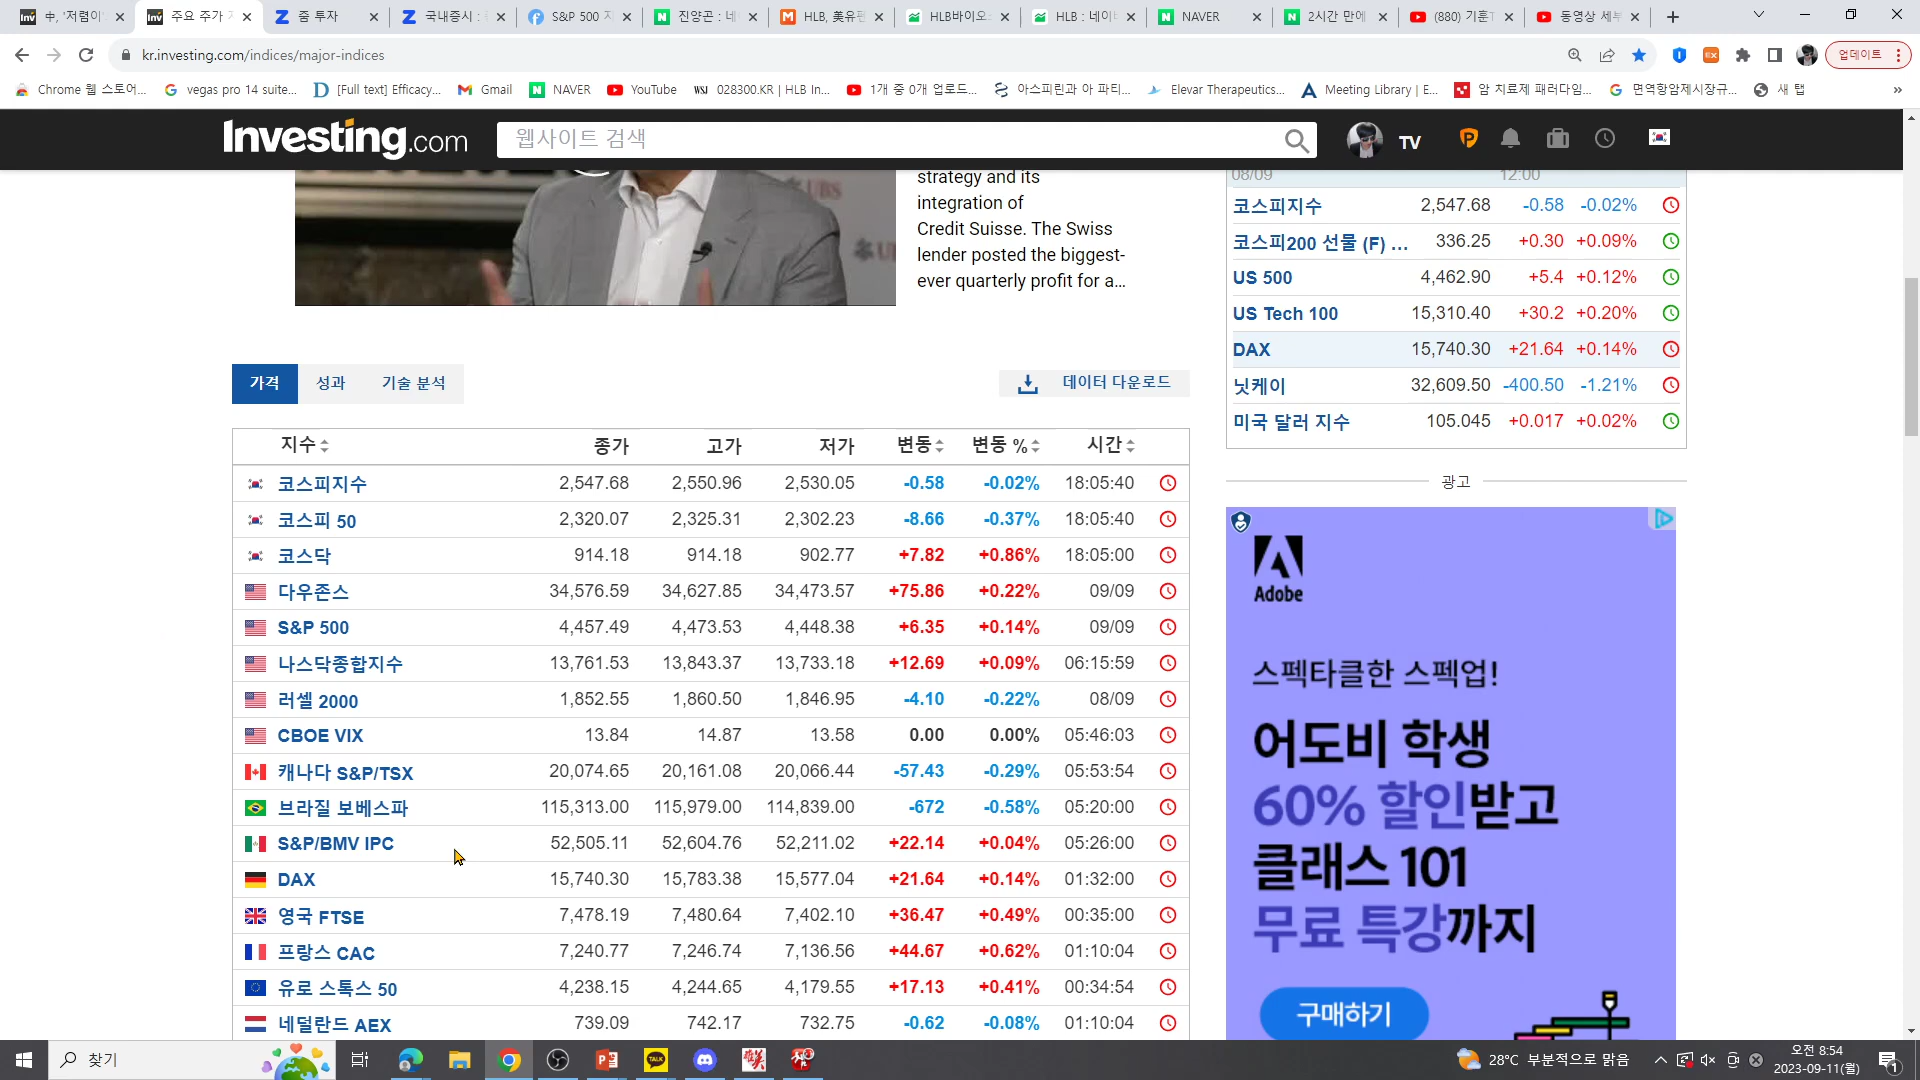 中, '저렴이'
주요 주가 지
줌 투자
국내증시 :
S&P 500 지
진양곤 : 네
HLB, 美유
HLB바이오
HLB : 네이
NAVER
2시간 만에
(880) 기훈
동영상 세부
kr.investing.com/indices/major-indices
업데이트
Chrome 웹 스토어...
vegas pro 14 suite...
[Full text] Efficacy...
Gmail
NAVER
YouTube
WSJ 028300.KR | HLB In...
1개 중 0개 업로드...
아스피린과 아 파티...
Elevar Therapeutics...
Meeting Library | E...
암 치료제 패러다임...
면역항암제시장규...
새 탭
Investing.com
웹사이트 검색
TV
strategy and its
integration of
Credit Suisse. The Swiss
lender posted the biggest-
ever quarterly profit for a...
UBS
08/09 12:00
코스피지수 2,547.68 -0.58 -0.02%
코스피200 선물 (F) ... 336.25 +0.30 +0.09%
US 500 4,462.90 +5.4 +0.12%
US Tech 100 15,310.40 +30.2 +0.20%
DAX 15,740.30 +21.64 +0.14%
닛케이 32,609.50 -400.50 -1.21%
미국 달러 지수 105.045 +0.017 +0.02%
가격 성과 기술 분석
데이터 다운로드
지수 종가 고가 저가 변동 변동 % 시간
코스피지수 2,547.68 2,550.96 2,530.05 -0.58 -0.02% 18:05:40
코스피 50 2,320.07 2,325.31 2,302.23 -8.66 -0.37% 18:05:40
코스닥 914.18 914.18 902.77 +7.82 +0.86% 18:05:00
다우존스 34,576.59 34,627.85 34,473.57 +75.86 +0.22% 09/09
S&P 500 4,457.49 4,473.53 4,448.38 +6.35 +0.14% 09/09
나스닥종합지수 13,761.53 13,843.37 13,733.18 +12.69 +0.09% 06:15:59
러셀 2000 1,852.55 1,860.50 1,846.95 -4.10 -0.22% 08/09
CBOE VIX 13.84 14.87 13.58 0.00 0.00% 05:46:03
캐나다 S&P/TSX 20,074.65 20,161.08 20,066.44 -57.43 -0.29% 05:53:54
브라질 보베스파 115,313.00 115,979.00 114,839.00 -672 -0.58% 05:20:00
S&P/BMV IPC 52,505.11 52,604.76 52,211.02 +22.14 +0.04% 05:26:00
DAX 15,740.30 15,783.38 15,577.04 +21.64 +0.14% 01:32:00
영국 FTSE 7,478.19 7,480.64 7,402.10 +36.47 +0.49% 00:35:00
프랑스 CAC 7,240.77 7,246.74 7,136.56 +44.67 +0.62% 01:10:04
유로 스톡스 50 4,238.15 4,244.65 4,179.55 +17.13 +0.41% 00:34:54
네덜란드 AEX 739.09 742.17 732.75 -0.62 -0.08% 01:10:04
광고
Adobe
스펙타클한 스펙업!
어도비 학생
60% 할인받고
클래스 101
무료 특강까지
구매하기
찾기
TALK
28°C 부분적으로 맑음
오전 8:54
2023-09-11(월)
1